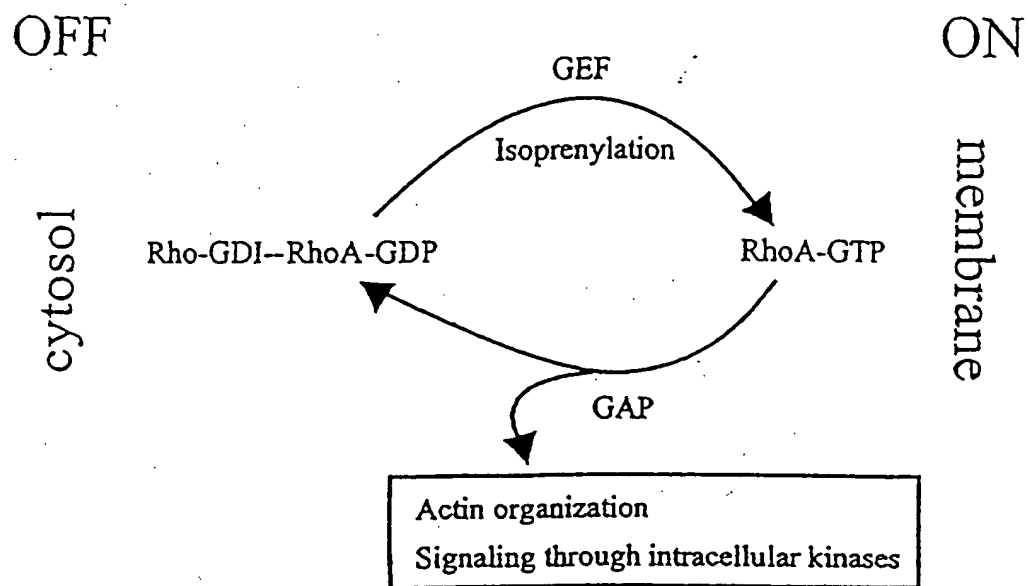 OFF
ON
GEF
Isoprenylation
cytosol
membrane
Rho-GDI--RhoA-GDP
RhoA-GTP
GAP
Actin organization
Signaling through intracellular kinases